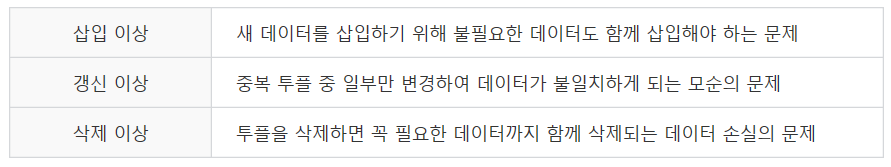 삽입 이상 새 데이터를 삽입하기 위해 불필요한 데이터도 함께 삽입해야 하는 문제
갱신 이상 중복 투플 중 일부만 변경하여 데이터가 불일치하게 되는 모순의 문제
삭제 이상 투플을 삭제하면 꼭 필요한 데이터까지 함께 삭제되는 데이터 손실의 문제